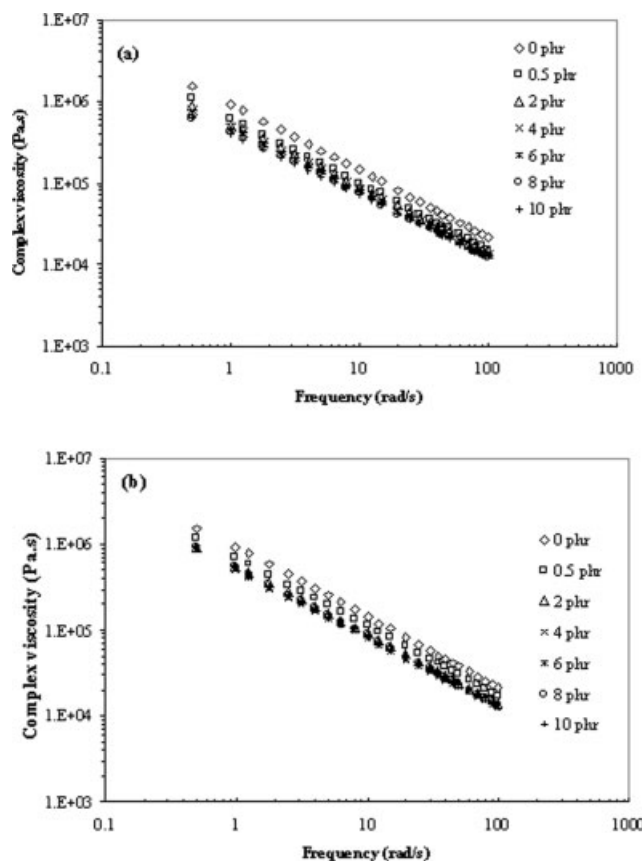 1.E+07
(a)
1.E+06
1.E+05
1.E+04
1.E+03
Complex viscosity (Pa.s)
0.1 1 10 100 1000
Frequency (rad/s)
0 phr
0.5 phr
2 phr
4 phr
6 phr
8 phr
10 phr
1.E+07
(b)
1.E+06
1.E+05
1.E+04
1.E+03
Complex viscosity (Pa.s)
0.1 1 10 100 1000
Frequency (rad/s)
0 phr
0.5 phr
2 phr
4 phr
6 phr
8 phr
10 phr